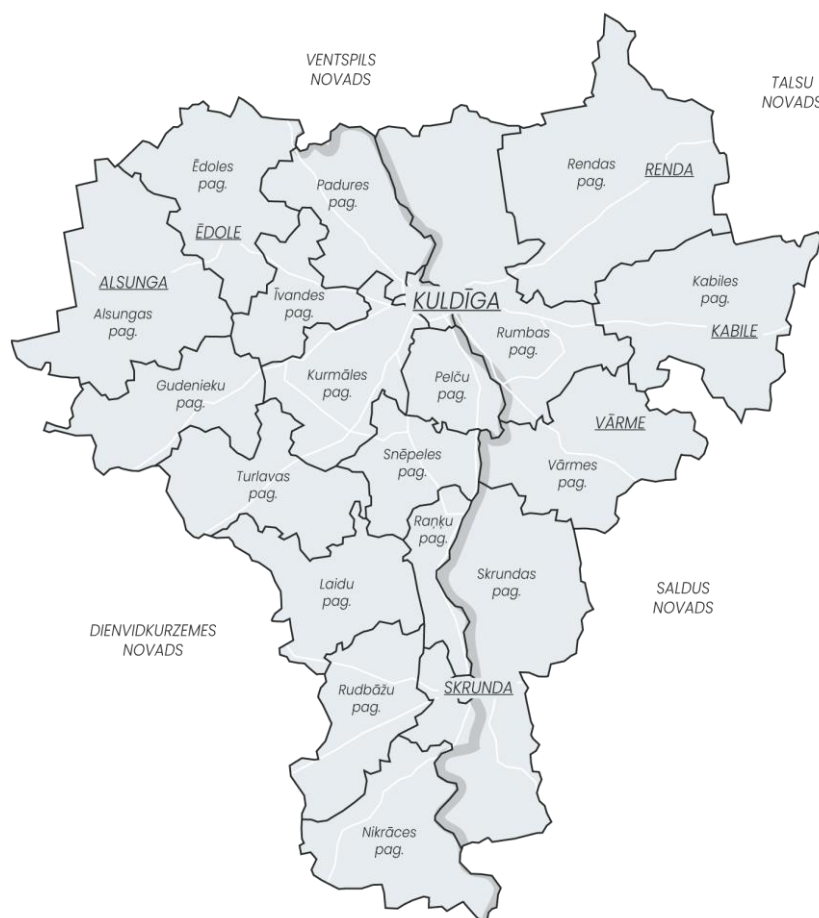 VENTSPILS
NOVADS
TALSU
NOVADS
Ēdoles
pag.
Padures
pag.
Rendas
pag.
RENDA
ĒDOLE
ALSUNGA
Alsungas
pag.
Īvandes
pag.
KULDĪGA
Kabiles
pag.
KABILE
Rumbas
pag.
Gudenieku
pag.
Kurmāles
pag.
Pelču
pag.
VĀRME
Vārmes
pag.
Snēpeles
pag.
Turlavas
pag.
Raņķu
pag.
Skrundas
pag.
Laidu
pag.
SALDUS
NOVADS
DIENVIDKURZEMES
NOVADS
Rudbāžu
pag.
SKRUNDA
Nikrāces
pag.